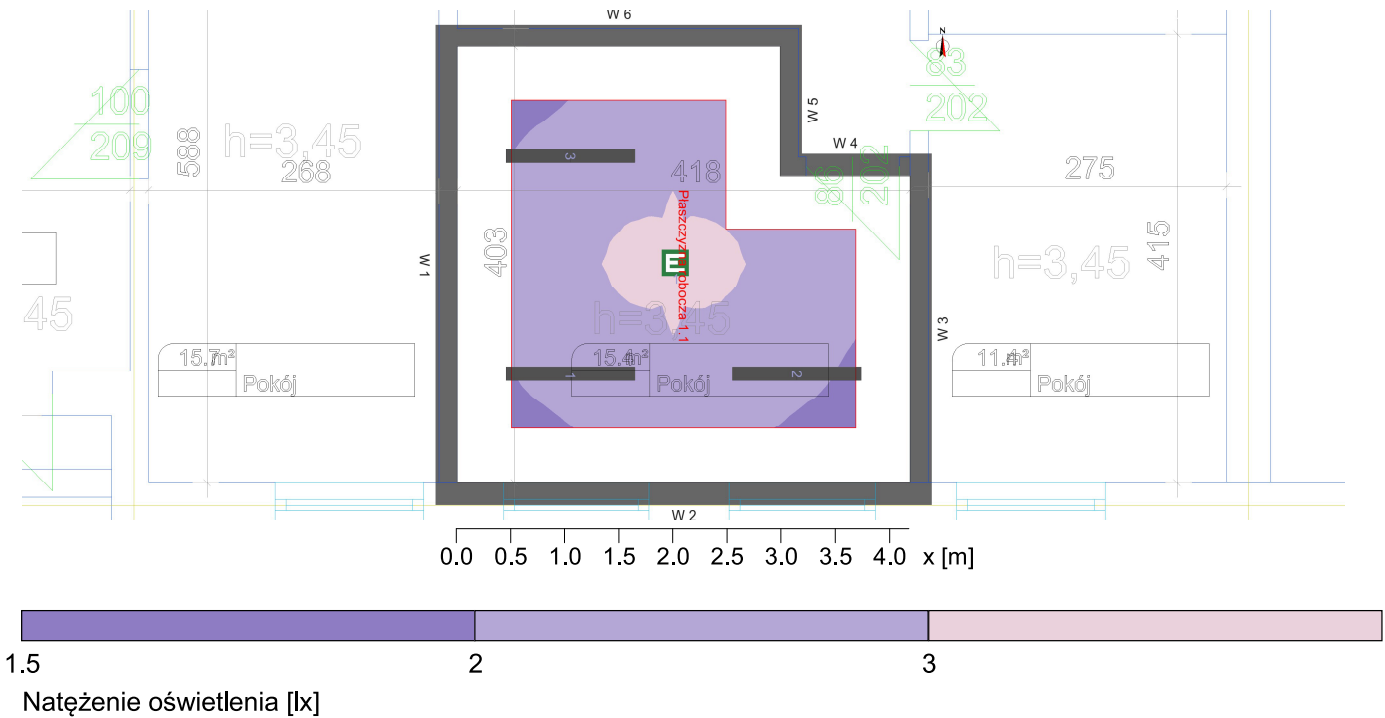 W 6
z
83
202
100
209
588
h=3,45
268
W 5
W 4
3
418
86
202
275
Płaszczyzna robocza 1.1
403
W 1
E
h=3,45
h=3,45
415
45
W 3
15.7m²
Pokój
15.4m²
Pokój
11.4m²
Pokój
1
2
W 2
0.0 0.5 1.0 1.5 2.0 2.5 3.0 3.5 4.0 x [m]
1.5 2 3
Natężenie oświetlenia [lx]